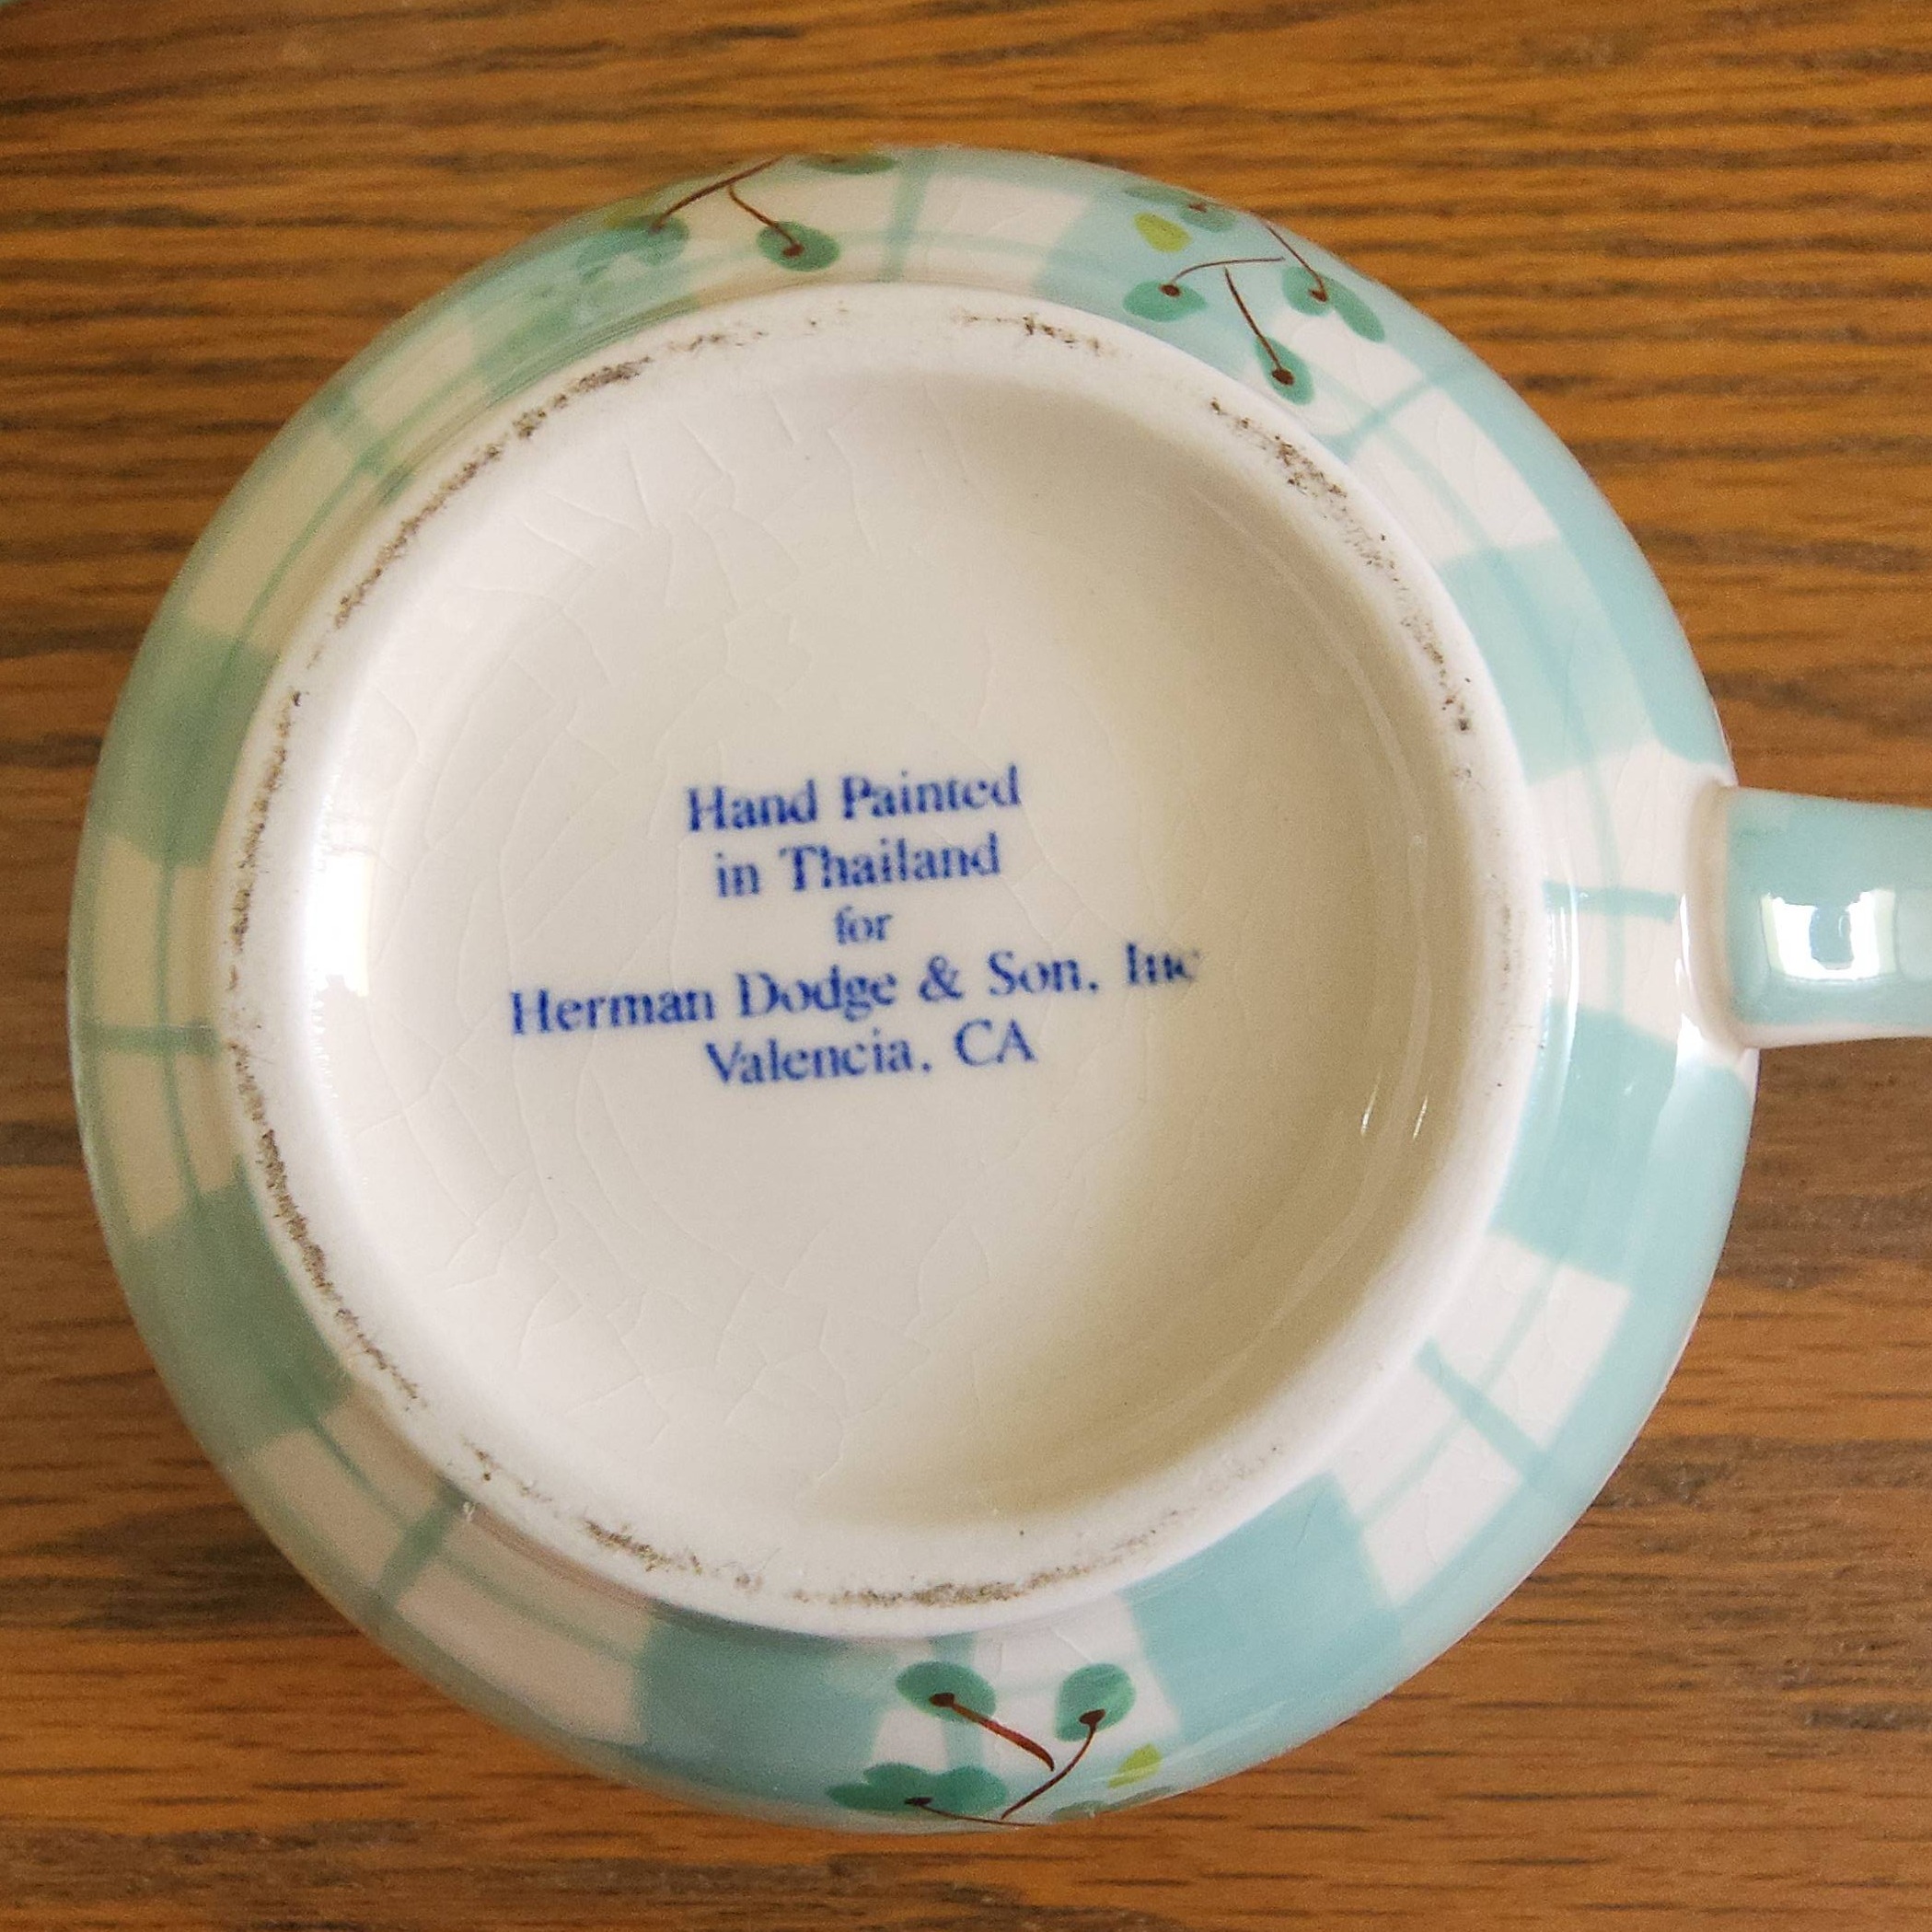 Hand Painted
in Thailand
for
Herman Dodge & Son, Inc
Valencia, CA